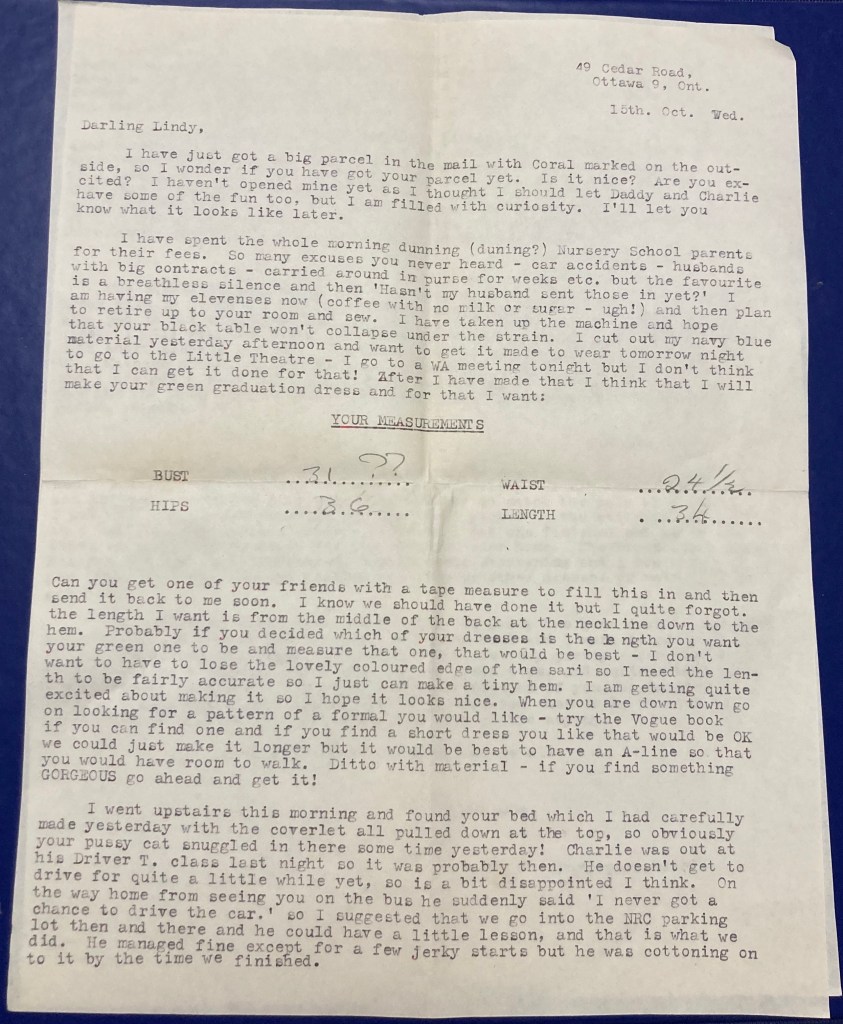 49 Cedar Road,
Ottawa 9, Ont.
15th. Oct. Wed.
Darling Lindy,
I have just got a big parcel in the mail with Coral marked on the out-
side, so I wonder if you have got your parcel yet. Is it nice? Are you ex-
cited? I haven't opened mine yet as I thought I should let Daddy and Charlie
have some of the fun too, but I am filled with curiosity. I'll let you
know what it looks like later.
I have spent the whole morning dunning (duning?) Nursery School parents
for their fees. So many excuses you never heard - car accidents - husbands
with big contracts - carried around in purse for weeks etc. but the favourite
is a breathless silence and then 'Hasn't my husband sent those in yet?' I
am having my elevenses now (coffee with no milk or sugar - ugh!) and then plan
to retire up to your room and sew. I have taken up the machine and hope
that your black table won't collapse under the strain. I cut out my navy blue
material yesterday afternoon and want to get it made to wear tomorrow night
to go to the Little Theatre - I go to a WA meeting tonight but I don't think
that I can get it done for that! After I have made that I think that I will
make your green graduation dress and for that I want:
YOUR MEASUREMENTS
BUST ...31...??... WAIST ...24 1/2...
HIPS ....36...... LENGTH . ...34.......
Can you get one of your friends with a tape measure to fill this in and then
send it back to me soon. I know we should have done it but I quite forgot.
the length I want is from the middle of the back at the neckline down to the
hem. Probably if you decided which of your dresses is the le ngth you want
your green one to be and measure that one, that would be best - I don't
want to have to lose the lovely coloured edge of the sari so I need the len-
th to be fairly accurate so I just can make a tiny hem. I am getting quite
excited about making it so I hope it looks nice. When you are down town go
on looking for a pattern of a formal you would like - try the Vogue book
if you can find one and if you find a short dress you like that would be OK
we could just make it longer but it would be best to have an A-line so that
you would have room to walk. Ditto with material - if you find something
GORGEOUS go ahead and get it!
I went upstairs this morning and found your bed which I had carefully
made yesterday with the coverlet all pulled down at the top, so obviously
your pussy cat snuggled in there some time yesterday! Charlie was out at
his Driver T. class last night so it was probably then. He doesn't get to
drive for quite a little while yet, so is a bit disappointed I think. On
the way home from seeing you on the bus he suddenly said 'I never got a
chance to drive the car.' so I suggested that we go into the NRC parking
lot then and there and he could have a little lesson, and that is what we
did. He managed fine except for a few jerky starts but he was cottoning on
to it by the time we finished.